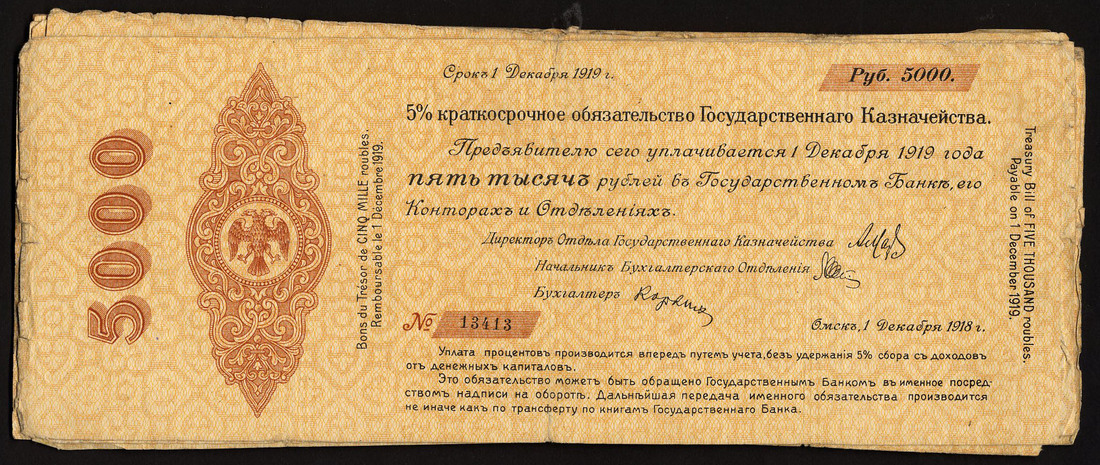 5000
Bons du Trésor de CINQ MILLE roubles.
Remboursable le 1 Décembre 1919.
Срокъ 1 Декабря 1919 г.
Руб. 5000.
5% краткосрочное обязательство Государственнаго Казначейства.
Предъявителю сего уплачивается 1 Декабря 1919 года
пять тысячъ рублей въ Государственномъ Банкѣ, его
Конторахъ и Отдѣленіяхъ.
Директоръ Отдѣла Государственнаго Казначейства
Начальникъ Бухгалтерскаго Отдѣленія
Бухгалтеръ
№ 13413
Омскъ, 1 Декабря 1918 г.
Уплата процентовъ производится впередъ путемъ учета, безъ удержанія 5% сбора съ доходовъ
отъ денежныхъ капиталовъ.
Это обязательство можетъ быть обращено Государственнымъ Банкомъ въ именное посред-
ствомъ надписи на оборотѣ. Дальнѣйшая передача именного обязательства производится
не иначе какъ по трансферту по книгамъ Государственнаго Банка.
Treasury Bill of FIVE THOUSAND roubles.
Payable on 1 December 1919.